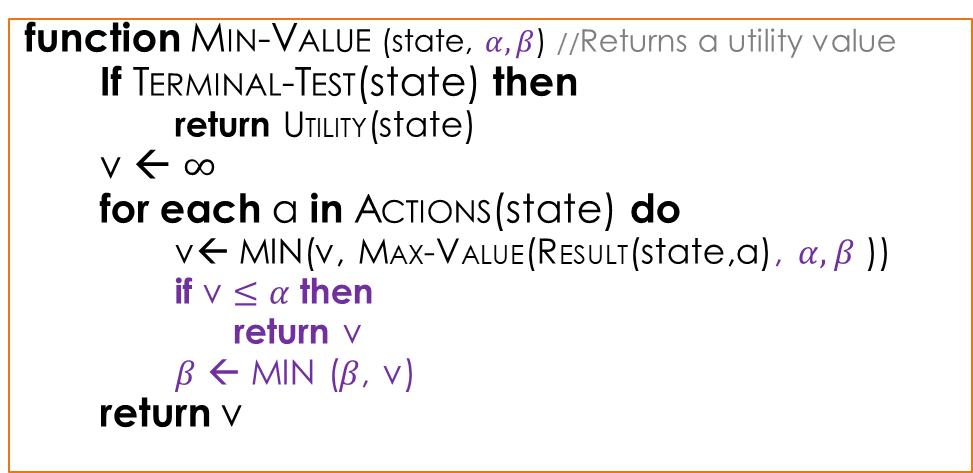 function MIN-VALUE (state, α,β) //Returns a utility value
If TERMINAL-TEST(state) then
return UTILITY(state)
v ← ∞
for each a in ACTIONS(state) do
v← MIN(v, MAX-VALUE(RESULT(state,a), α,β ))
if v ≤ α then
return v
β ← MIN (β, v)
return v